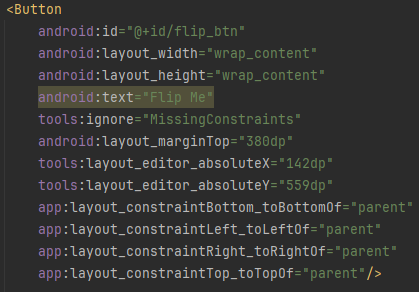 <Button
android:id="@+id/flip_btn"
android:layout_width="wrap_content"
android:layout_height="wrap_content"
android:text="Flip Me"
tools:ignore="MissingConstraints"
android:layout_marginTop="380dp"
tools:layout_editor_absoluteX="142dp"
tools:layout_editor_absoluteY="559dp"
app:layout_constraintBottom_toBottomOf="parent"
app:layout_constraintLeft_toLeftOf="parent"
app:layout_constraintRight_toRightOf="parent"
app:layout_constraintTop_toTopOf="parent"/>